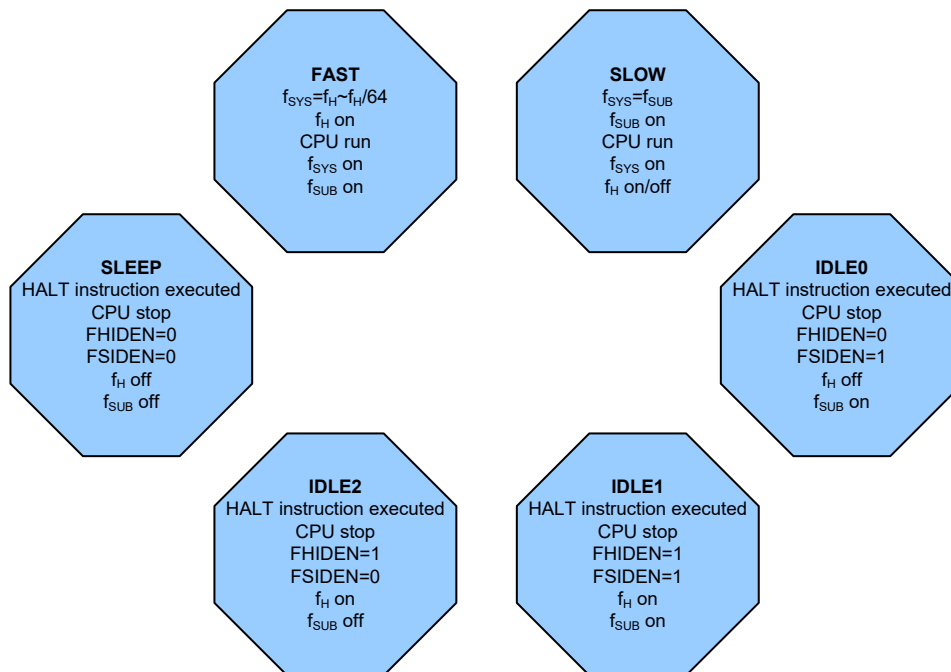 FAST
fSYS=fH~fH/64
fH on
CPU run
fSYS on
fSUB on
SLOW
fSYS=fSUB
fSUB on
CPU run
fSYS on
fH on/off
SLEEP
HALT instruction executed
CPU stop
FHIDEN=0
FSIDEN=0
fH off
fSUB off
IDLE0
HALT instruction executed
CPU stop
FHIDEN=0
FSIDEN=1
fH off
fSUB on
IDLE2
HALT instruction executed
CPU stop
FHIDEN=1
FSIDEN=0
fH on
fSUB off
IDLE1
HALT instruction executed
CPU stop
FHIDEN=1
FSIDEN=1
fH on
fSUB on